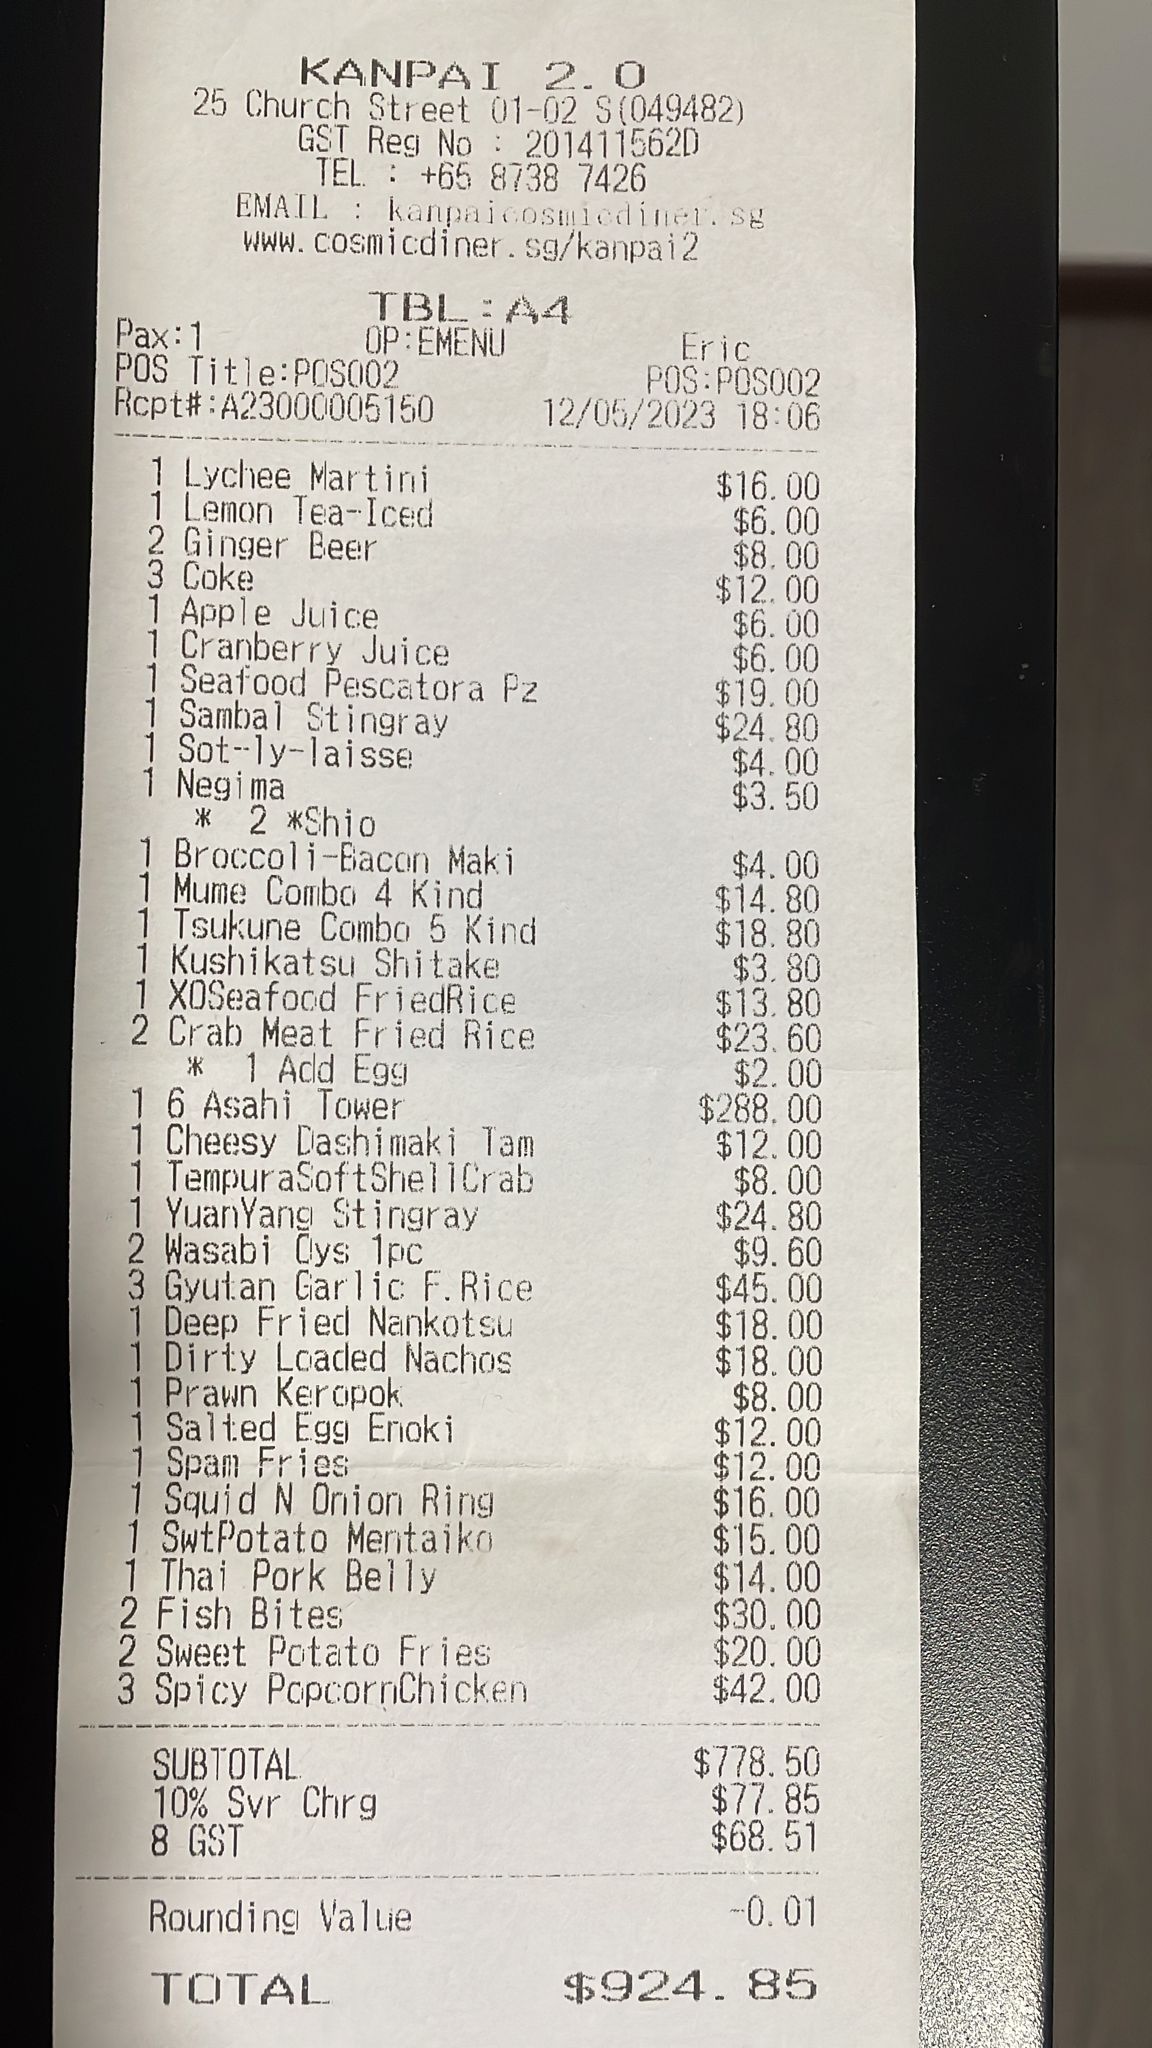 KANPAI 2.0
25 Church Street 01-02 S(049482)
GST Reg No : 201411562D
TEL : +65 8738 7426
EMAIL : kanpaicosmicdiner.sg
www.cosmicdiner.sg/kanpai2
TBL:A4
Pax:1 OP:EMENU Eric
POS Title:POS002 POS:POS002
Rcpt#:A23000005150 12/05/2023 18:06
1 Lychee Martini $16.00
1 Lemon Tea-Iced $6.00
2 Ginger Beer $8.00
3 Coke $12.00
1 Apple Juice $6.00
1 Cranberry Juice $6.00
1 Seafood Pescatora Pz $19.00
1 Sambal Stingray $24.80
1 Sot-ly-laisse $4.00
1 Negima $3.50
* 2 *Shio
1 Broccoli-Bacon Maki $4.00
1 Mume Combo 4 Kind $14.80
1 Tsukune Combo 5 Kind $18.80
1 Kushikatsu Shitake $3.80
1 XOSeafood FriedRice $13.80
2 Crab Meat Fried Rice $23.60
* 1 Add Egg $2.00
1 6 Asahi Tower $288.00
1 Cheesy Dashimaki Tam $12.00
1 TempuraSoftShellCrab $8.00
1 YuanYang Stingray $24.80
2 Wasabi Oys 1pc $9.60
3 Gyutan Garlic F.Rice $45.00
1 Deep Fried Nankotsu $18.00
1 Dirty Loaded Nachos $18.00
1 Prawn Keropok $8.00
1 Salted Egg Enoki $12.00
1 Spam Fries $12.00
1 Squid N Onion Ring $16.00
1 SwtPotato Mentaiko $15.00
1 Thai Pork Belly $14.00
2 Fish Bites $30.00
2 Sweet Potato Fries $20.00
3 Spicy PopcornChicken $42.00
SUBTOTAL $778.50
10% Svr Chrg $77.85
8 GST $68.51
Rounding Value -0.01
TOTAL $924.85